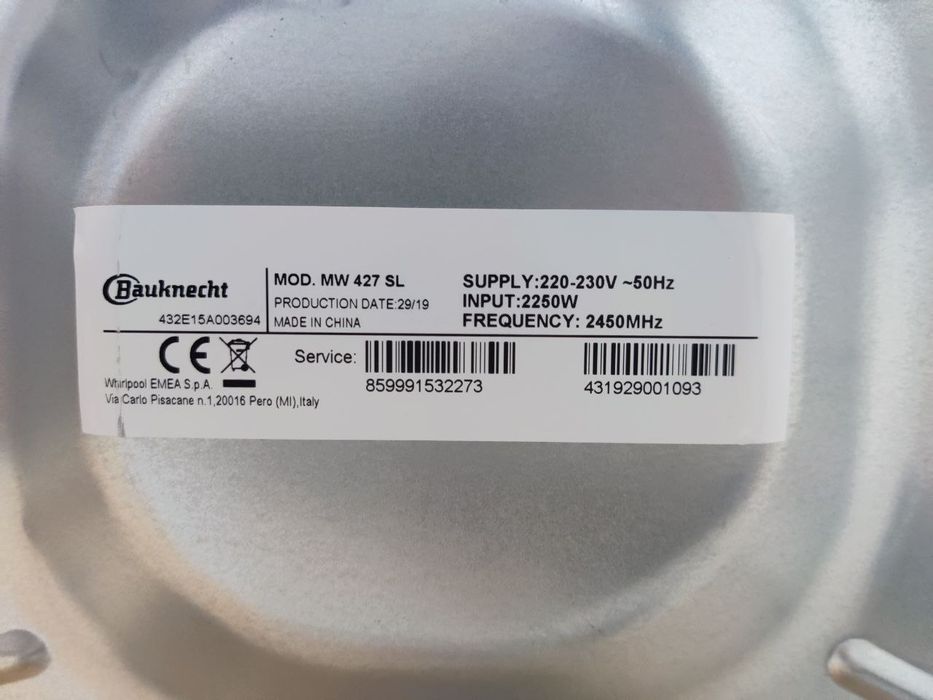 Bauknecht
432E15A003694
MOD. MW 427 SL
PRODUCTION DATE:29/19
MADE IN CHINA
SUPPLY:220-230V ~50Hz
INPUT:2250W
FREQUENCY: 2450MHz
CE
Whirlpool EMEA S.p.A.
Via Carlo Pisacane n.1,20016 Pero (MI),Italy
Service:
859991532273
431929001093